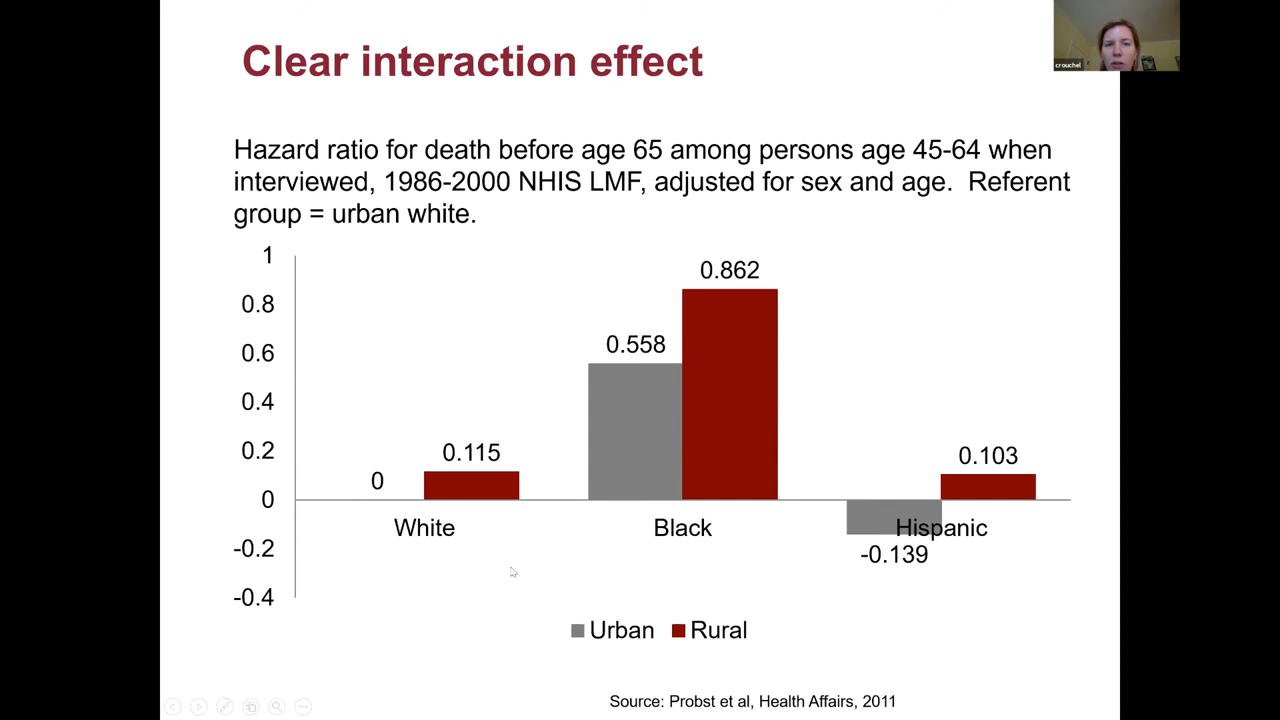 Clear interaction effect
crouchel
Hazard ratio for death before age 65 among persons age 45-64 when
interviewed, 1986-2000 NHIS LMF, adjusted for sex and age.  Referent
group = urban white.
1
0.8
0.6
0.4
0.2
0
-0.2
-0.4
0
0.115
0.558
0.862
-0.139
0.103
White
Black
Hispanic
Urban
Rural
Source: Probst et al, Health Affairs, 2011